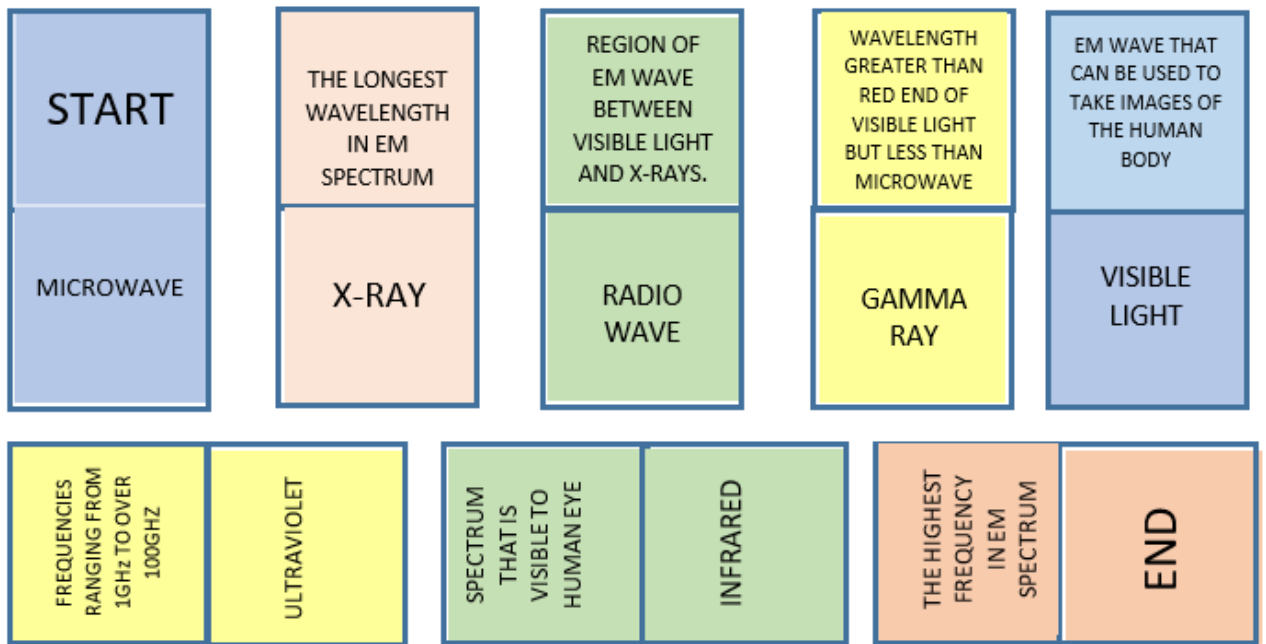 START
MICROWAVE
THE LONGEST
WAVELENGTH
IN EM
SPECTRUM
X-RAY
REGION OF
EM WAVE
BETWEEN
VISIBLE LIGHT
AND X-RAYS.
RADIO
WAVE
WAVELENGTH
GREATER THAN
RED END OF
VISIBLE LIGHT
BUT LESS THAN
MICROWAVE
GAMMA
RAY
EM WAVE THAT
CAN BE USED TO
TAKE IMAGES OF
THE HUMAN
BODY
VISIBLE
LIGHT
FREQUENCIES
RANGING FROM
1GHz TO OVER
100GHZ
ULTRAVIOLET
SPECTRUM
THAT IS
VISIBLE TO
HUMAN EYE
INFRARED
THE HIGHEST
FREQUENCY
IN EM
SPECTRUM
END